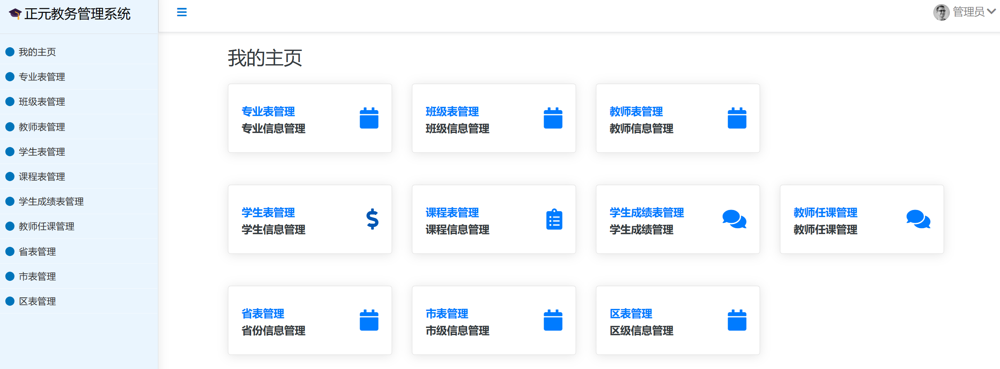 正元教务管理系统
管理员
我的主页
专业表管理
班级表管理
教师表管理
学生表管理
课程表管理
学生成绩表管理
教师任课管理
省表管理
市表管理
区表管理
我的主页
专业表管理
专业信息管理
班级表管理
班级信息管理
教师表管理
教师信息管理
学生表管理
学生信息管理
课程表管理
课程信息管理
学生成绩表管理
学生成绩管理
教师任课管理
教师任课管理
省表管理
省份信息管理
市表管理
市级信息管理
区表管理
区级信息管理